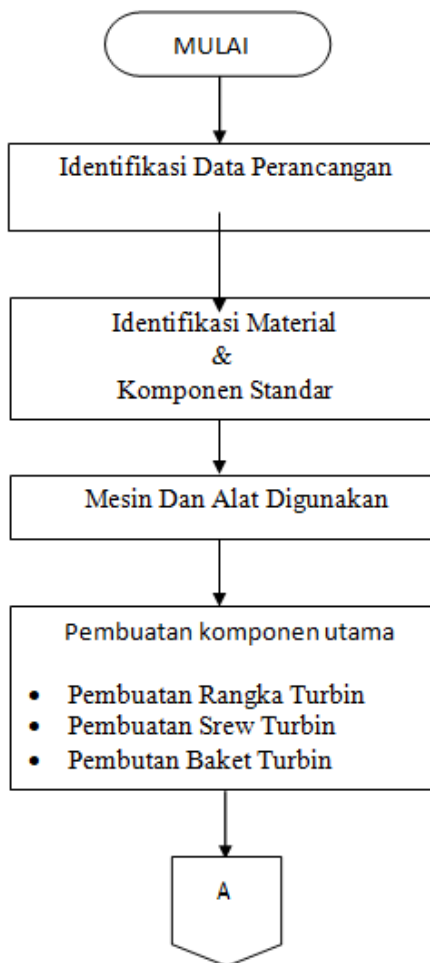 MULAI
Identifikasi Data Perancangan
Identifikasi Material
&
Komponen Standar
Mesin Dan Alat Digunakan
Pembuatan komponen utama
• Pembuatan Rangka Turbin
• Pembuatan Srew Turbin
• Pembutan Baket Turbin
A